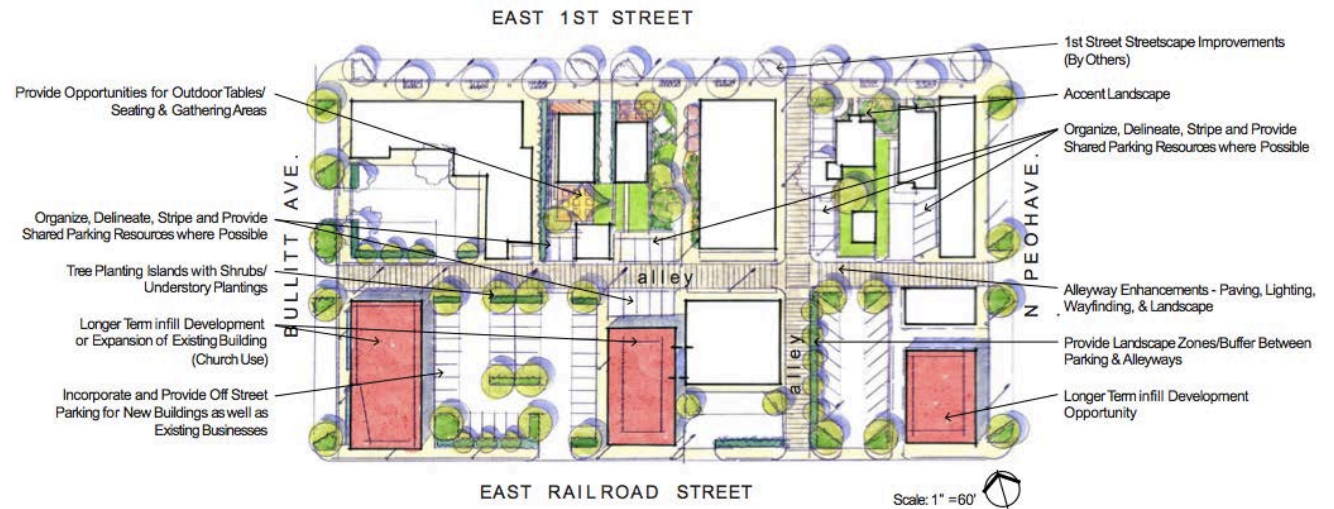 EAST 1ST STREET
1st Street Streetscape Improvements
(By Others)
Provide Opportunities for Outdoor Tables/
Seating & Gathering Areas
Accent Landscape
Organize, Delineate, Stripe and Provide
Shared Parking Resources where Possible
BULLITT AVE.
N PEOHAVE.
Organize, Delineate, Stripe and Provide
Shared Parking Resources where Possible
Tree Planting Islands with Shrubs/
Understory Plantings
alley
Alleyway Enhancements - Paving, Lighting,
Wayfinding, & Landscape
Longer Term infill Development
or Expansion of Existing Building
(Church Use)
alley
Provide Landscape Zones/Buffer Between
Parking & Alleyways
Incorporate and Provide Off Street
Parking for New Buildings as well as
Existing Businesses
Longer Term infill Development
Opportunity
EAST RAILROAD STREET
Scale: 1" =60'